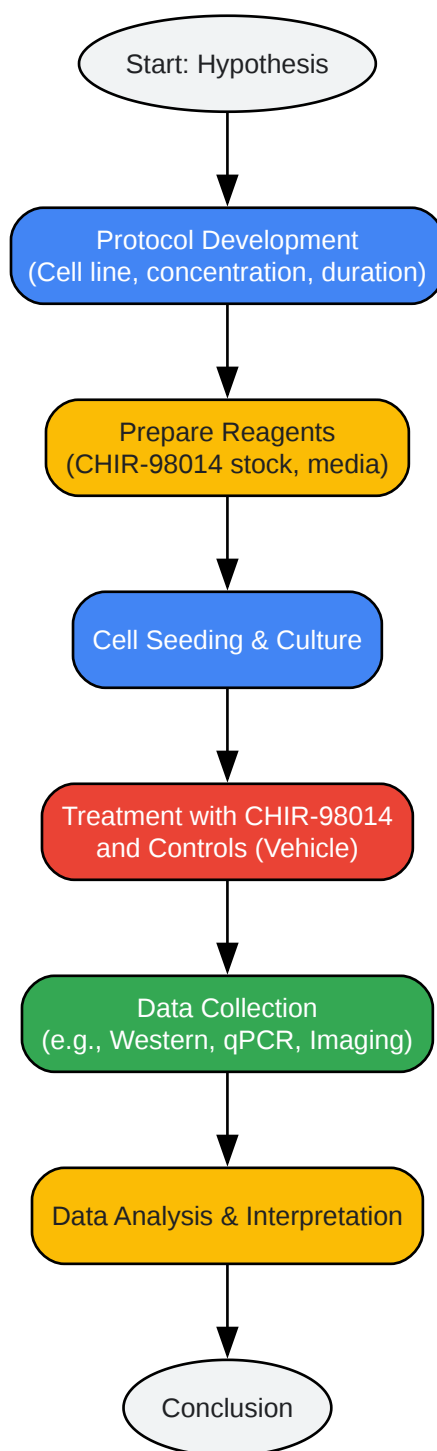 Start: Hypothesis
Protocol Development
(Cell line, concentration, duration)
Prepare Reagents
(CHIR-98014 stock, media)
Cell Seeding & Culture
Treatment with CHIR-98014
and Controls (Vehicle)
Data Collection
(e.g., Western, qPCR, Imaging)
Data Analysis & Interpretation
Conclusion